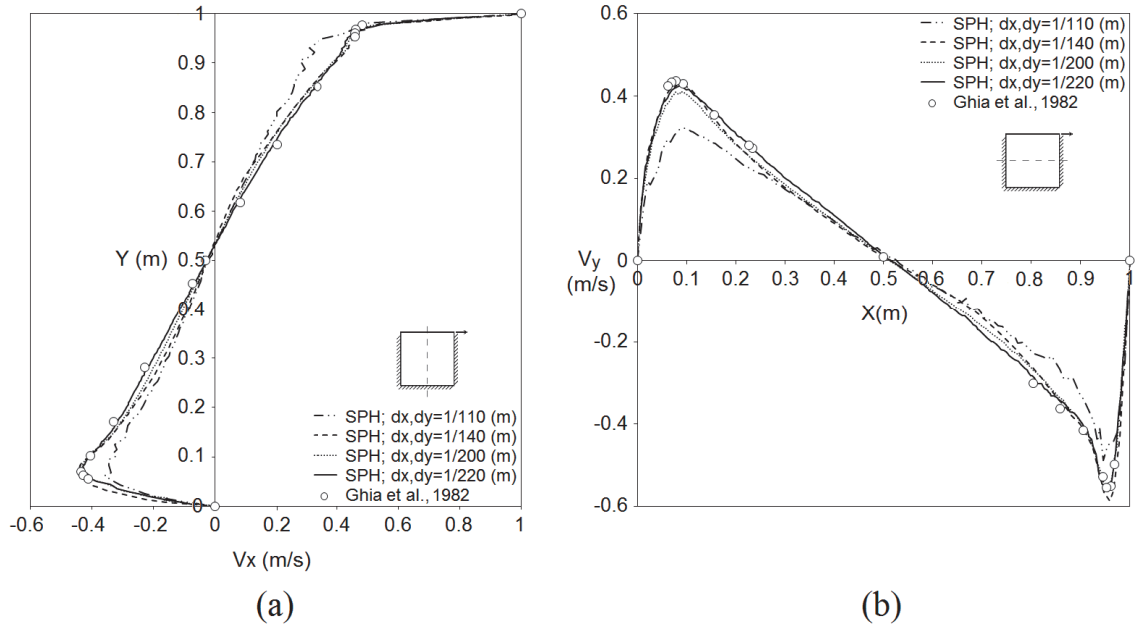 1
0.9
0.8
0.7
0.6
Y (m)
0.5
0.4
0.3
0.2
0.1
0
SPH; dx,dy=1/110 (m)
SPH; dx,dy=1/140 (m)
SPH; dx,dy=1/200 (m)
SPH; dx,dy=1/220 (m)
Ghia et al., 1982
-0.6 -0.4 -0.2 0 0.2 0.4 0.6 0.8 1
Vx (m/s)
(a)
0.6
SPH; dx,dy=1/110 (m)
SPH; dx,dy=1/140 (m)
SPH; dx,dy=1/200 (m)
SPH; dx,dy=1/220 (m)
Ghia et al., 1982
0.4
0.2
Vy
(m/s)
0
0 0.1 0.2 0.3 0.4 0.5 0.6 0.7 0.8 0.9 1
X(m)
-0.2
-0.4
-0.6
(b)